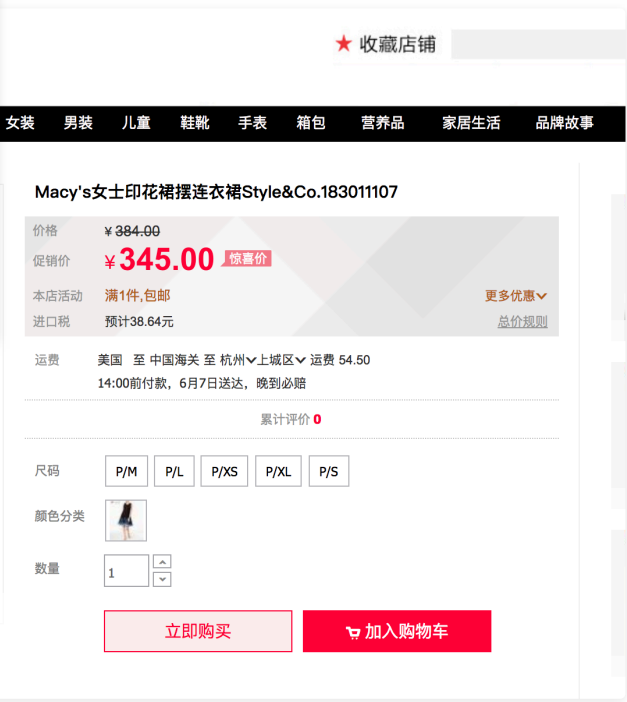 ★ 收藏店铺
女装 男装 儿童 鞋靴 手表 箱包 营养品 家居生活 品牌故事
Macy's女士印花裙摆连衣裙Style&Co.183011107
价格 ¥ 384.00
促销价 ¥ 345.00 惊喜价
本店活动 满1件,包邮 更多优惠
进口税 预计38.64元 总价规则
运费 美国 至 中国海关 至 杭州 上城区 运费 54.50
14:00前付款，6月7日送达，晚到必赔
累计评价 0
尺码 P/M P/L P/XS P/XL P/S
颜色分类
数量 1
立即购买 加入购物车